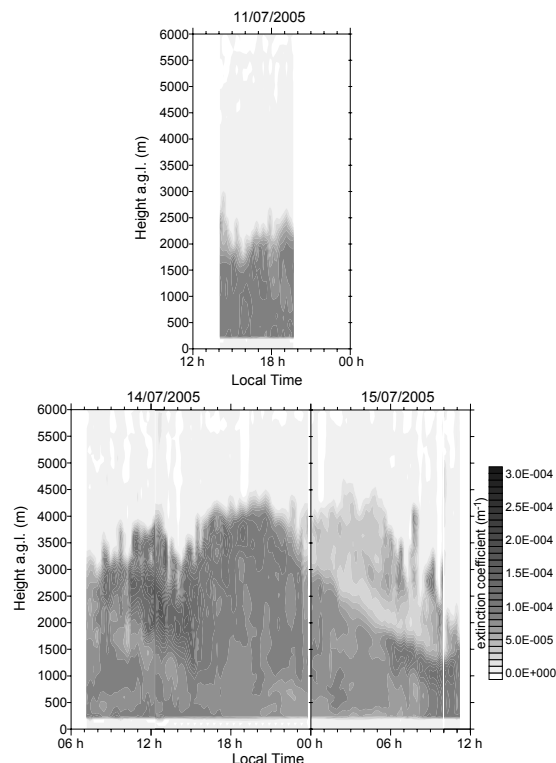 11/07/2005
6000
5500
5000
4500
4000
3500
3000
2500
2000
1500
1000
500
0
Height a.g.l. (m)
12 h 18 h 00 h
Local Time
14/07/2005 15/07/2005
6000
5500
5000
4500
4000
3500
3000
2500
2000
1500
1000
500
0
Height a.g.l. (m)
06 h 12 h 18 h 00 h 06 h 12 h
Local Time Local Time
3.0E-004
2.5E-004
2.0E-004
1.5E-004
1.0E-004
5.0E-005
0.0E+000
extinction coefficient (m⁻¹)